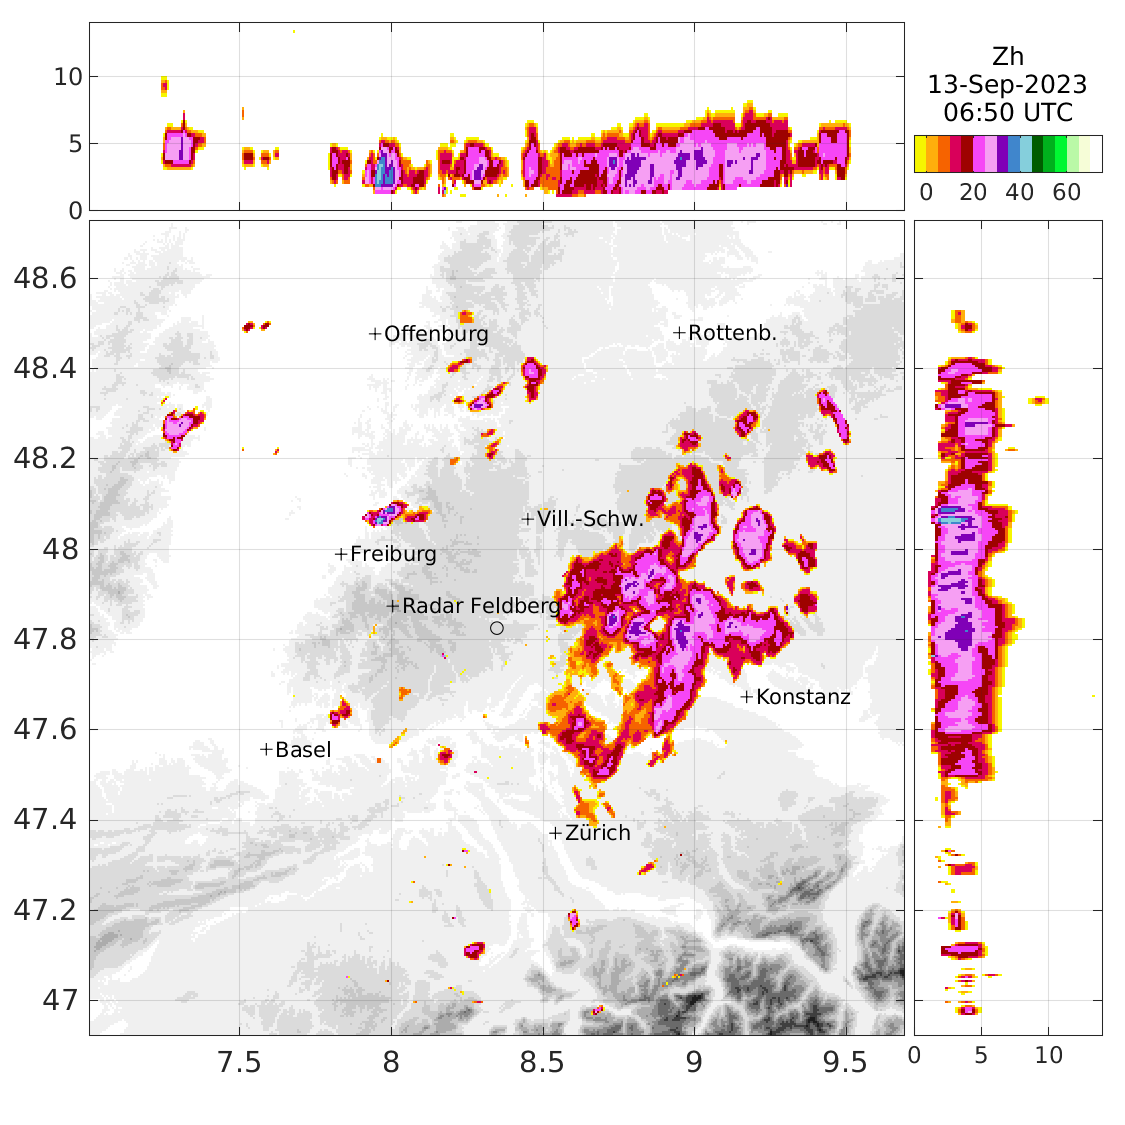 10
5
0
Zh
13-Sep-2023
06:50 UTC
0 20 40 60
48.6
48.4
48.2
48
47.8
47.6
47.4
47.2
47
+Offenburg
+Rottenb.
+Vill.-Schw.
+Freiburg
+Radar Feldberg
+Konstanz
+Basel
+Zürich
7.5 8 8.5 9 9.5
0 5 10